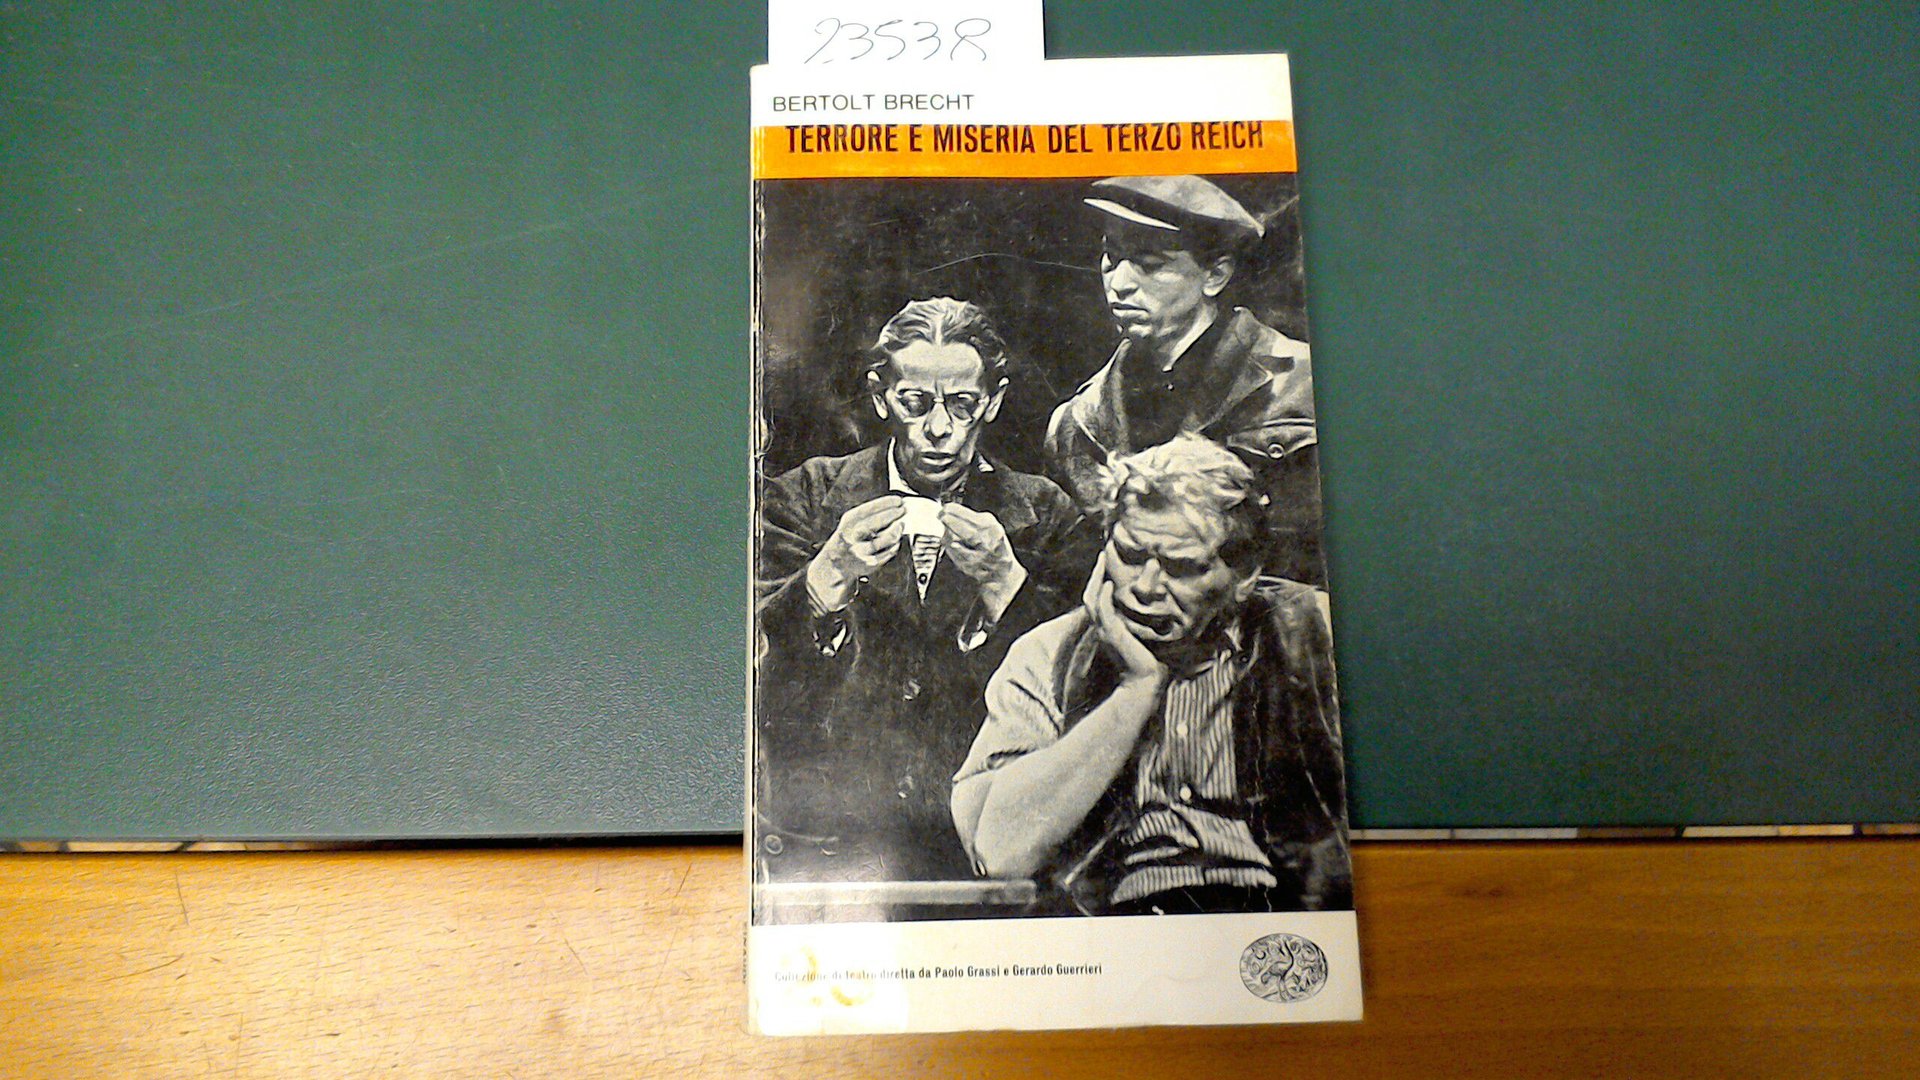 23538
BERTOLT BRECHT
TERRORE E MISERIA DEL TERZO REICH
Collezione di teatro diretta da Paolo Grassi e Gerardo Guerrieri